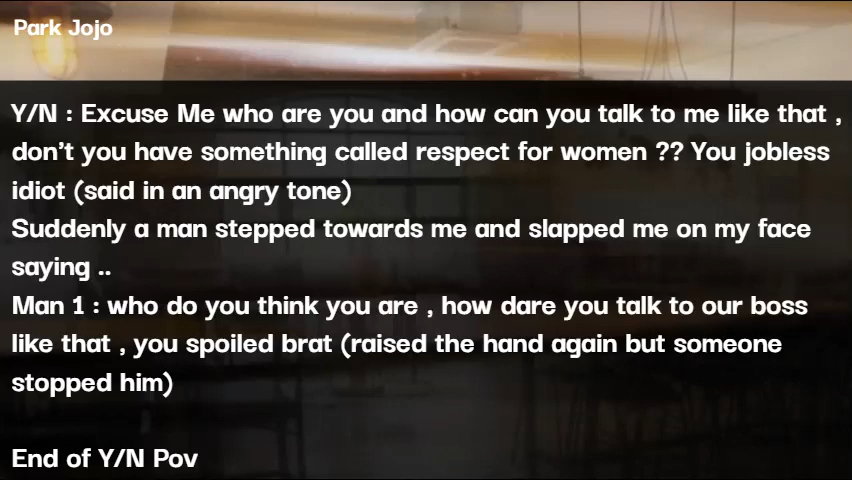 Park Jojo
Y/N : Excuse Me who are you and how can you talk to me like that ,
don't you have something called respect for women ?? You jobless
idiot (said in an angry tone)
Suddenly a man stepped towards me and slapped me on my face
saying ..
Man 1 : who do you think you are , how dare you talk to our boss
like that , you spoiled brat (raised the hand again but someone
stopped him)
End of Y/N Pov